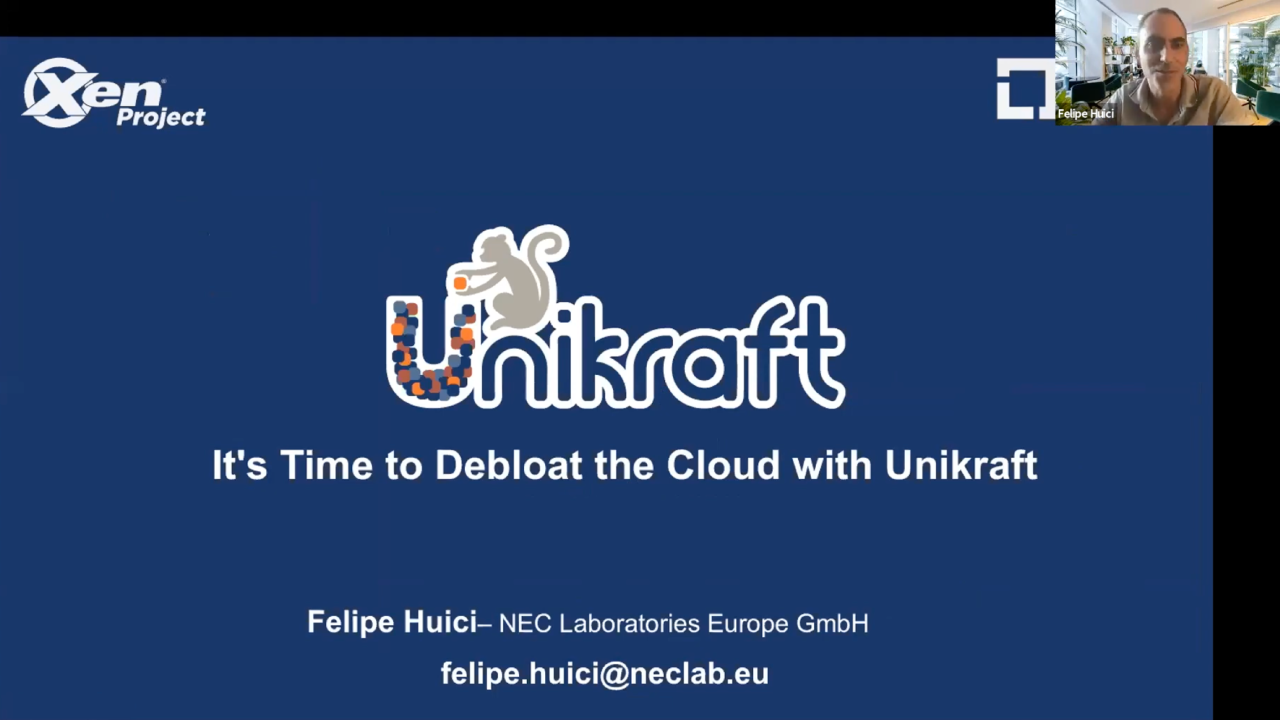 Xen
Project
Felipe Huici
Unikraft
It's Time to Debloat the Cloud with Unikraft
Felipe Huici– NEC Laboratories Europe GmbH
felipe.huici@neclab.eu